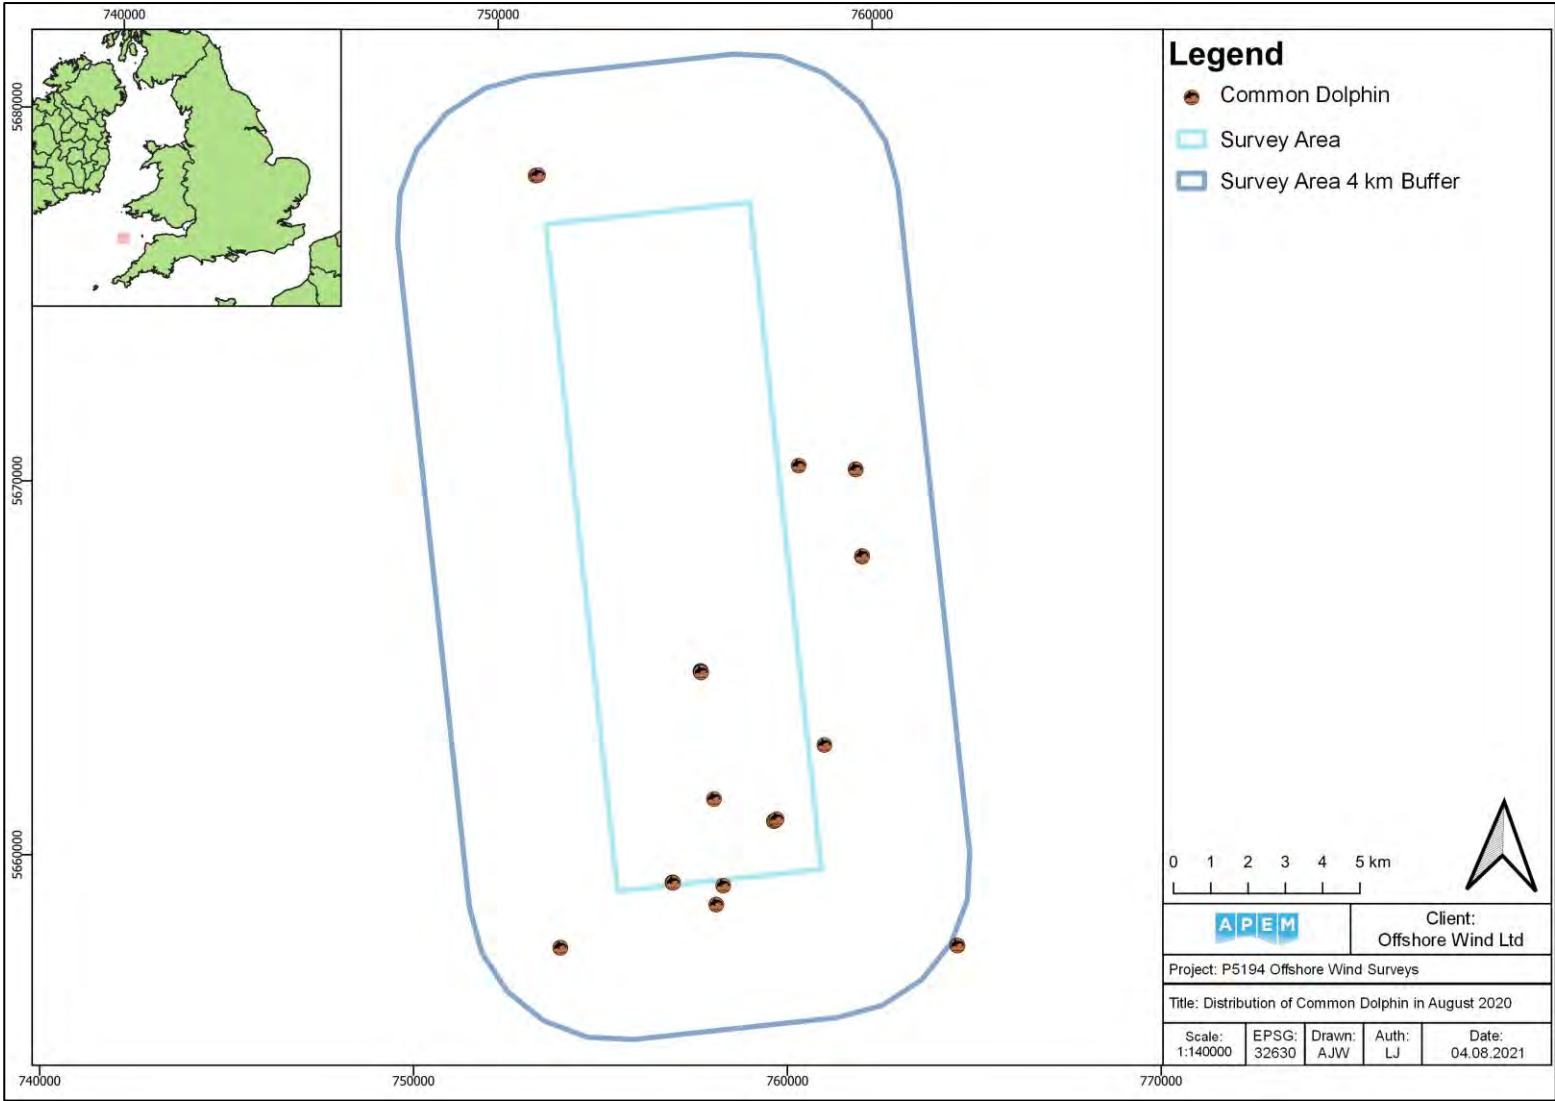 740000 750000 760000
5680000
5670000
5660000
740000 750000 760000 770000
Legend
Common Dolphin
Survey Area
Survey Area 4 km Buffer
0 1 2 3 4 5 km
APEM
Client:
Offshore Wind Ltd
Project: P5194 Offshore Wind Surveys
Title: Distribution of Common Dolphin in August 2020
Scale:
1:140000
EPSG:
32630
Drawn:
AJW
Auth:
LJ
Date:
04.08.2021